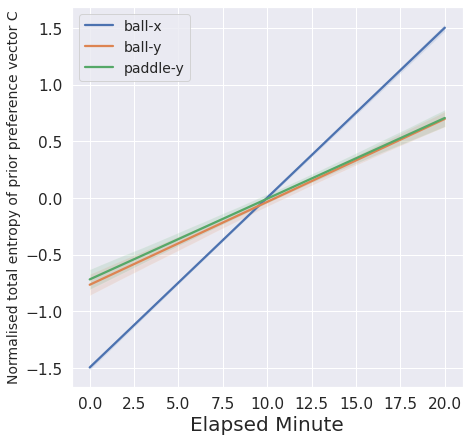 Normalised total entropy of prior preference vector C
ball-x
ball-y
paddle-y
1.5
1.0
0.5
0.0
−0.5
−1.0
−1.5
0.0 2.5 5.0 7.5 10.0 12.5 15.0 17.5 20.0
Elapsed Minute